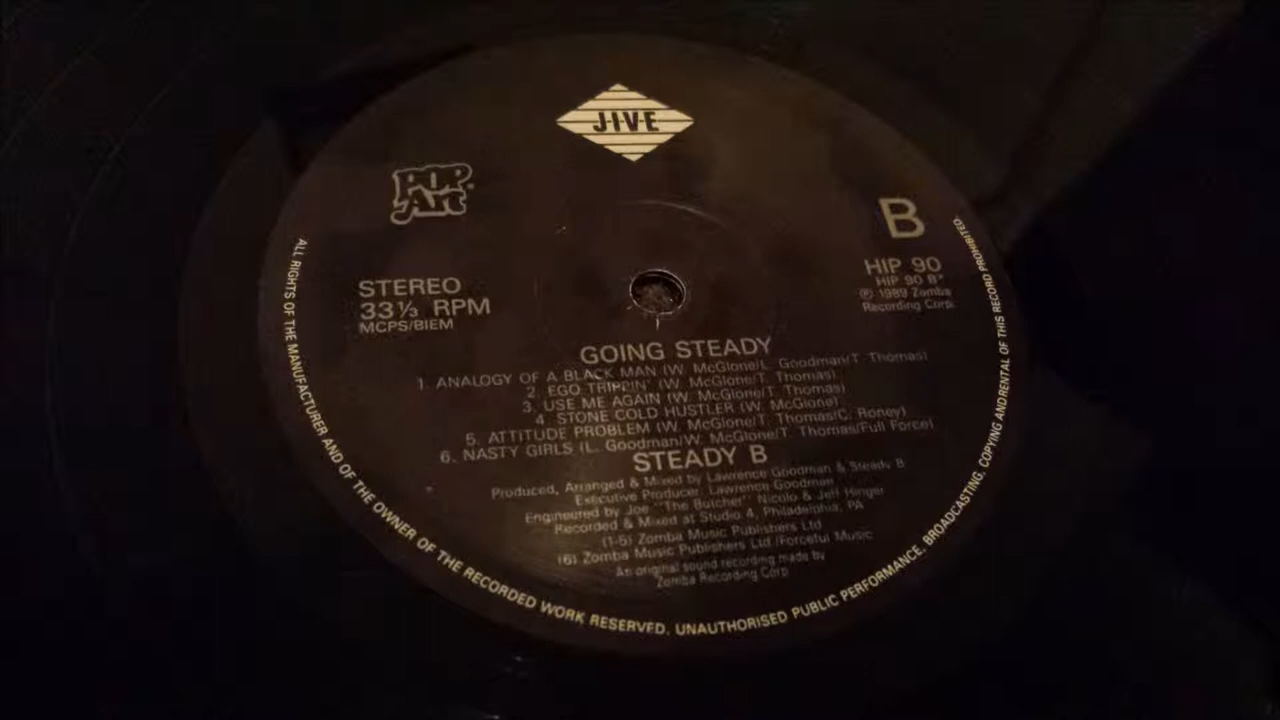 J·I·V·E
POP
Art
B
STEREO
33⅓ RPM
MCPS/BIEM
HIP 90
HIP 90 B*
℗ 1989 Zomba
Recording Corp.
GOING STEADY
1. ANALOGY OF A BLACK MAN (W. McGlone/L. Goodman/T. Thomas)
2. EGO TRIPPIN' (W. McGlone/T. Thomas)
3. USE ME AGAIN (W. McGlone/T. Thomas)
4. STONE COLD HUSTLER (W. McGlone)
5. ATTITUDE PROBLEM (W. McGlone/T. Thomas/C. Roney)
6. NASTY GIRLS (L. Goodman/W. McGlone/T. Thomas/Full Force)
STEADY B
Produced, Arranged & Mixed by Lawrence Goodman & Steady B
Executive Producer: Lawrence Goodman
Engineered by Joe "The Butcher" Nicolo & Jeff Hinger
Recorded & Mixed at Studio 4, Philadelphia, PA
(1-5) Zomba Music Publishers Ltd
(6) Zomba Music Publishers Ltd/Forceful Music
An original sound recording made by
Zomba Recording Corp
ALL RIGHTS OF THE MANUFACTURER AND OF THE OWNER OF THE RECORDED WORK RESERVED. UNAUTHORISED PUBLIC PERFORMANCE, BROADCASTING, COPYING AND RENTAL OF THIS RECORD PROHIBITED.